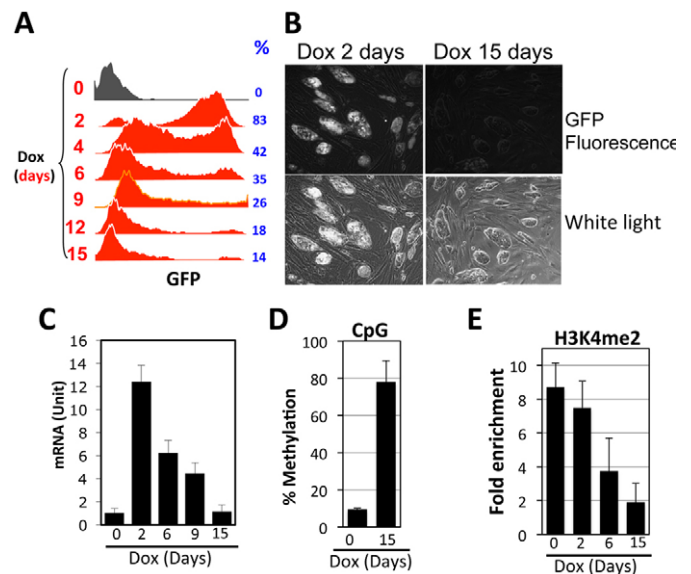 A
%
0
0
2
83
4
42
Dox
(days)
6
35
9
26
12
18
15
14
GFP
B
Dox 2 days
Dox 15 days
GFP
Fluorescence
White light
C
16
14
12
10
8
6
4
2
0
mRNA (Unit)
0 2 6 9 15
Dox (Days)
D
CpG
100
80
60
40
20
0
% Methylation
0 15
Dox (Days)
E
H3K4me2
10
8
6
4
2
0
Fold enrichment
0 2 6 15
Dox (Days)